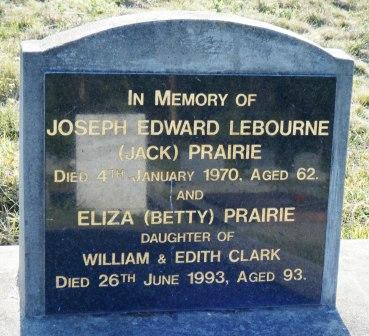 IN MEMORY OF
JOSEPH EDWARD LEBOURNE
(JACK) PRAIRIE
DIED 4TH JANUARY 1970, AGED 62.
AND
ELIZA (BETTY) PRAIRIE
DAUGHTER OF
WILLIAM & EDITH CLARK
DIED 26TH JUNE 1993, AGED 93.